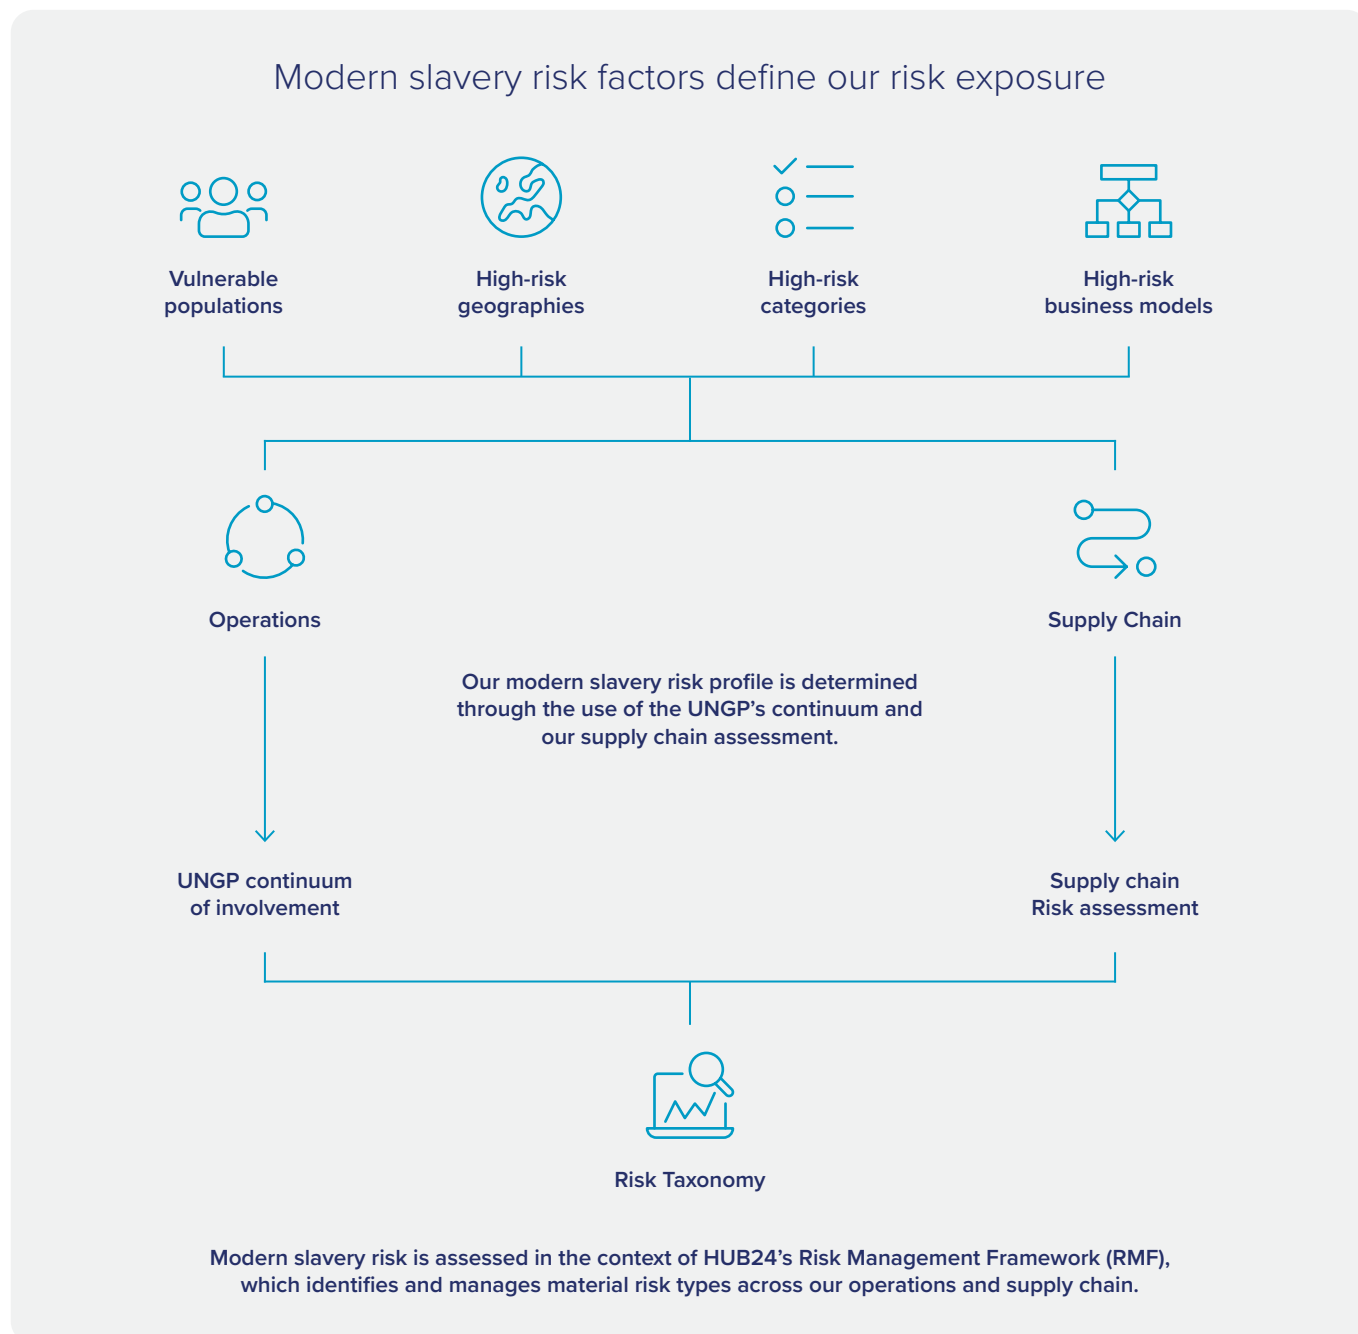 Modern slavery risk factors define our risk exposure
Vulnerable
populations
High-risk
geographies
High-risk
categories
High-risk
business models
Operations
Supply Chain
Our modern slavery risk profile is determined
through the use of the UNGP’s continuum and
our supply chain assessment.
UNGP continuum
of involvement
Supply chain
Risk assessment
Risk Taxonomy
Modern slavery risk is assessed in the context of HUB24’s Risk Management Framework (RMF),
which identifies and manages material risk types across our operations and supply chain.